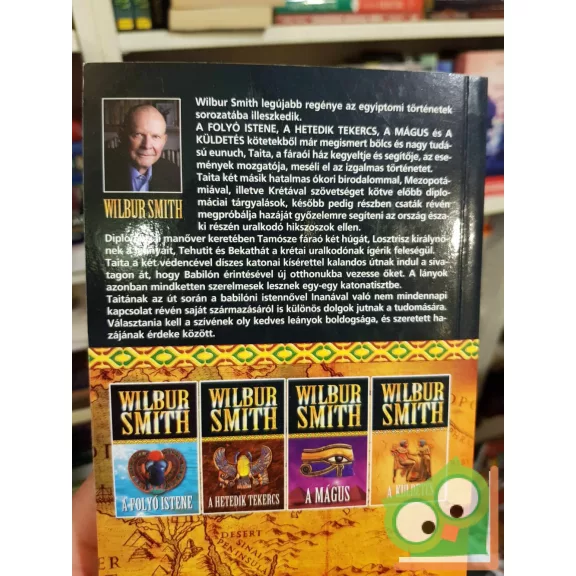 Wilbur Smith legújabb regénye az egyiptomi történetek
sorozatába illeszkedik.
A FOLYÓ ISTENE, A HETEDIK TEKERCS, A MÁGUS és A
KÜLDETÉS kötetekből már megismert bölcs és nagy tudá-
sú eunuch, Taita, a fáraói ház kegyeltje és segítője, az ese-
mények mozgatója, meséli el az izgalmas történetet.
Taita két másik hatalmas ókori birodalommal, Mezopotá-
miával, illetve Krétával szövetséget kötve előbb diplo-
máciai tárgyalások, később pedig részben csaták révén
megpróbálja hazáját győzelemre segíteni az ország észa-
ki részén uralkodó hikszoszok ellen.
WILBUR SMITH
manőver keretében Tamósze fáraó két húgát, Losztrisz királynő-
nek a leányait, Tehutit és Bekathát a krétai uralkodónak ígérik feleségül.
Taita a két védencével díszes katonai kísérettel kalandos útnak indul a siva-
tagon át, hogy Babilón érintésével új otthonukba vezesse őket. A lányok
azonban mindketten szerelmesek lesznek egy-egy katonatisztbe.
Taitának az út során a babilóni istennővel Inanával való nem mindennapi
kapcsolat révén saját származásáról is különös dolgok jutnak a tudomására.
Választania kell a szívének oly kedves leányok boldogsága, és szeretett ha-
zájának érdeke között.
WILBUR
SMITH
A FOLYÓ ISTENE
WILBUR
SMITH
A HETEDIK TEKERCS
WILBUR
SMITH
A MÁGUS
WILBUR
SMITH
A KÜLDETÉS
DESERT
SINAI
PENINSULA